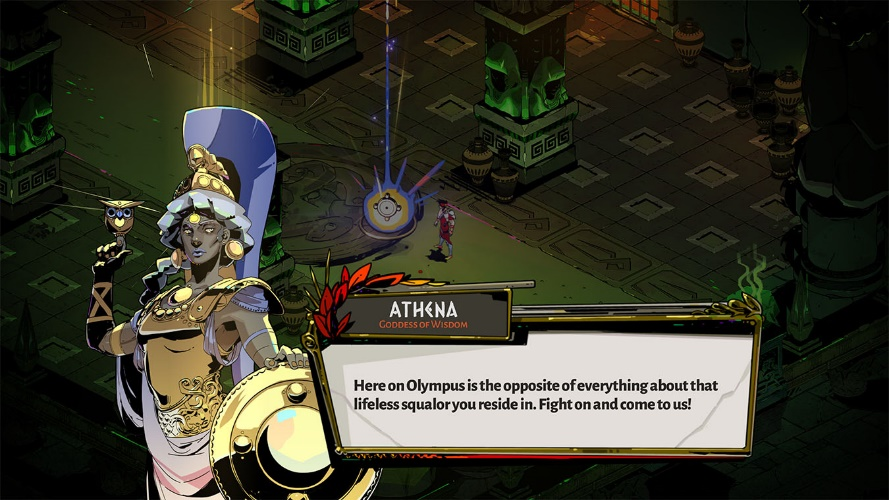 ATHENA
GODDESS OF WISDOM
Here on Olympus is the opposite of everything about that
lifeless squalor you reside in. Fight on and come to us!